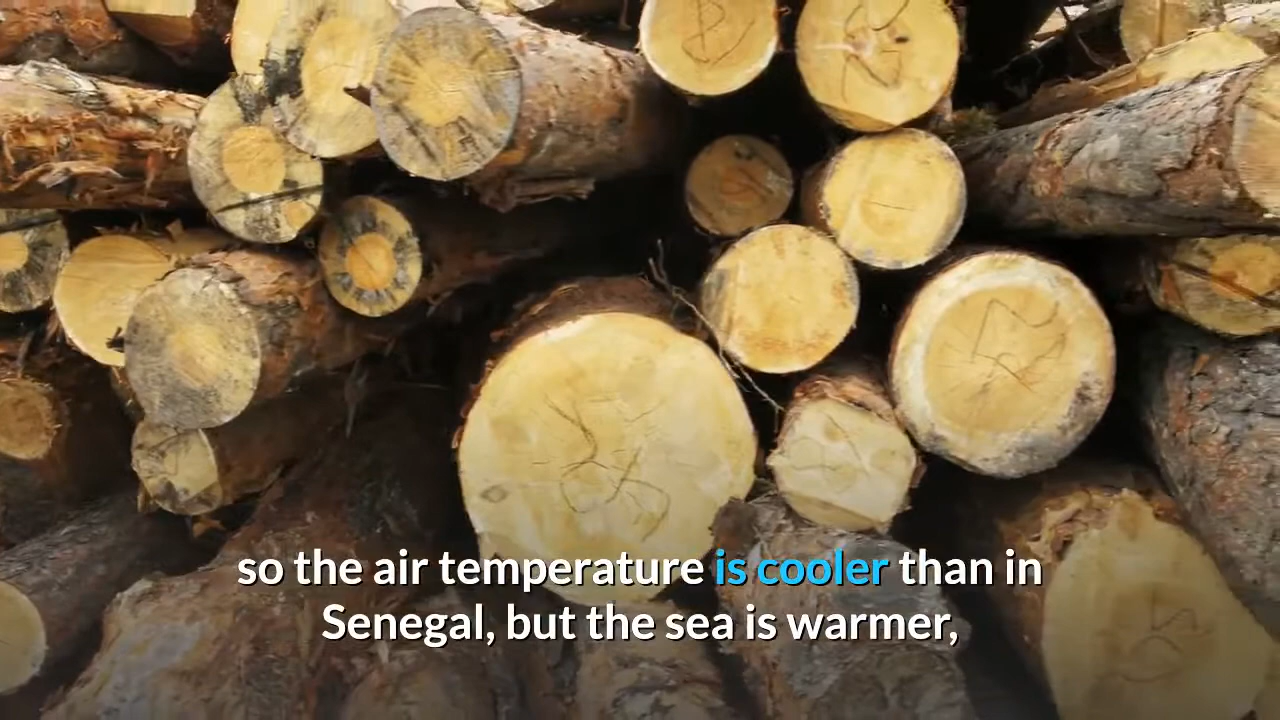 so the air temperature is cooler than in
Senegal, but the sea is warmer,